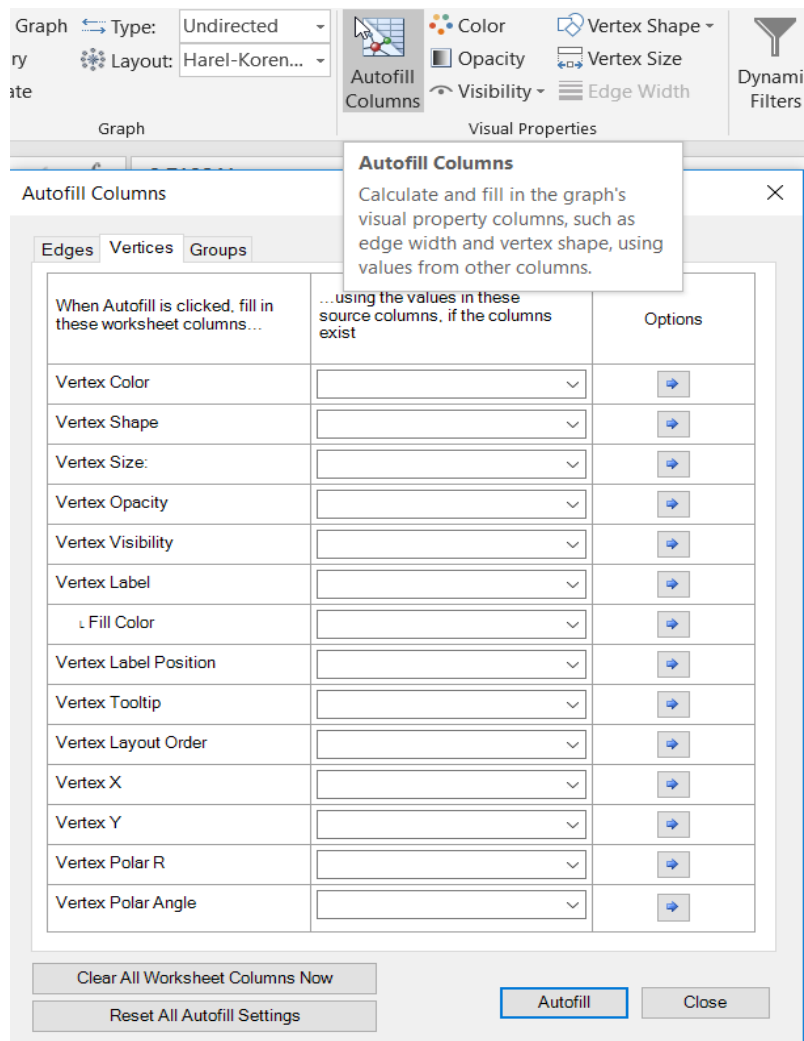 Graph Type: Undirected
Color
Vertex Shape
ry
Layout: Harel-Koren...
Opacity
Vertex Size
ate
Autofill
Columns
Visibility
Edge Width
Dynami
Filters
Graph
Visual Properties
Autofill Columns
Calculate and fill in the graph's
visual property columns, such as
edge width and vertex shape, using
values from other columns.
Autofill Columns
Edges Vertices Groups
When Autofill is clicked, fill in
these worksheet columns...
...using the values in these
source columns, if the columns
exist
Options
Vertex Color
Vertex Shape
Vertex Size:
Vertex Opacity
Vertex Visibility
Vertex Label
Fill Color
Vertex Label Position
Vertex Tooltip
Vertex Layout Order
Vertex X
Vertex Y
Vertex Polar R
Vertex Polar Angle
Clear All Worksheet Columns Now
Reset All Autofill Settings
Autofill
Close